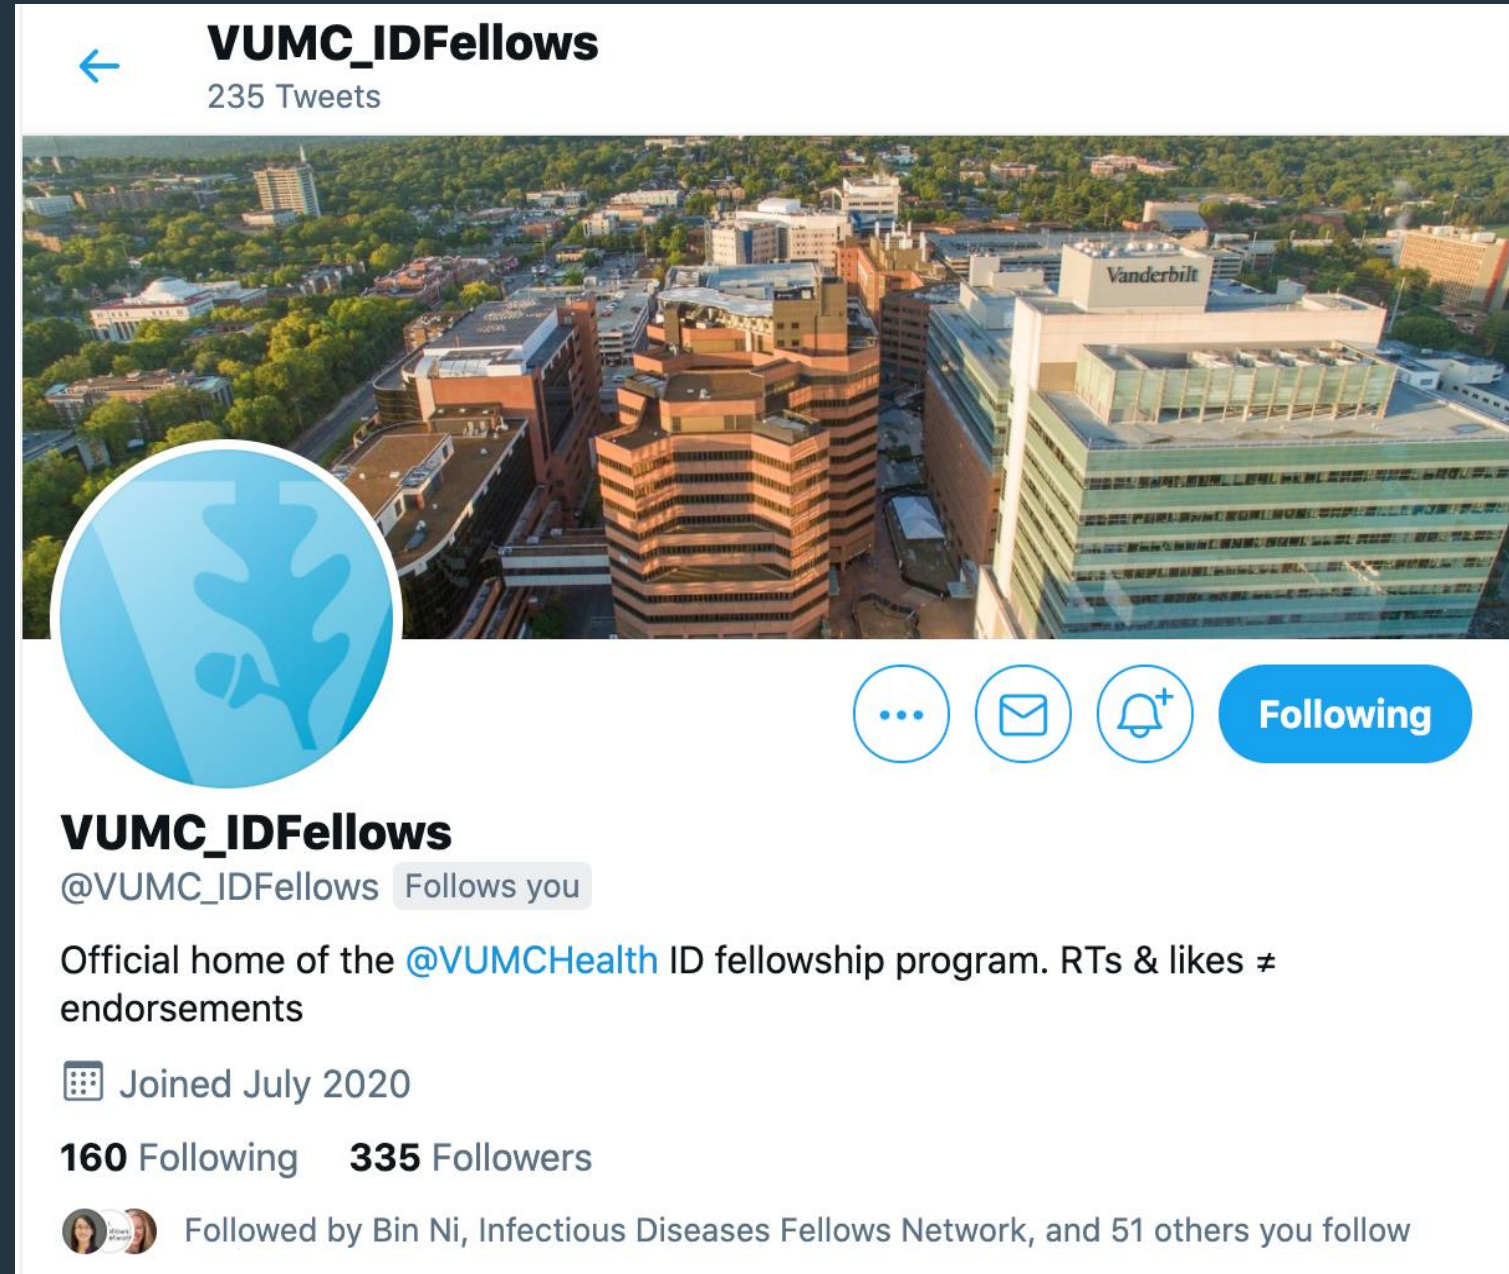 VUMC_IDFellows
235 Tweets
Vanderbilt
Following
VUMC_IDFellows
@VUMC_IDFellows Follows you
Official home of the @VUMCHealth ID fellowship program. RTs & likes ≠
endorsements
Joined July 2020
160 Following 335 Followers
Followed by Bin Ni, Infectious Diseases Fellows Network, and 51 others you follow